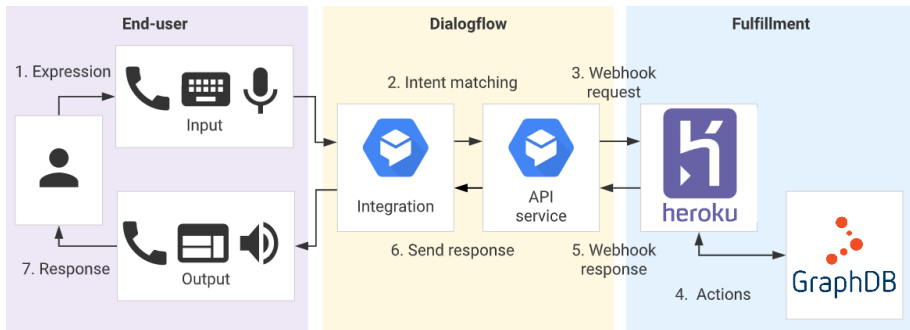 End-user
Dialogflow
Fulfillment
1. Expression
2. Intent matching
3. Webhook
request
Input
Integration
API
service
heroku
6. Send response
5. Webhook
response
7. Response
Output
4. Actions
GraphDB